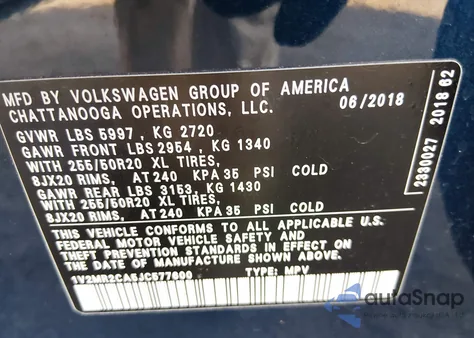 MFD BY VOLKSWAGEN GROUP OF AMERICA
CHATTANOOGA OPERATIONS, LLC. 06/2018
GVWR LBS 5997 , KG 2720
GAWR FRONT LBS 2954 , KG 1340
WITH 255/50R20 XL TIRES,
8JX20 RIMS, AT 240 KPA 35 PSI COLD
GAWR REAR LBS 3153, KG 1430
WITH 255/50R20 XL TIRES,
8JX20 RIMS, AT 240 KPA 35 PSI COLD
THIS VEHICLE CONFORMS TO ALL APPLICABLE U.S.
FEDERAL MOTOR VEHICLE SAFETY AND
THEFT PREVENTION STANDARDS IN EFFECT ON
THE DATE OF MANUFACTURE SHOWN ABOVE.
TYPE: MPV
2330027 2018 62
autoSnap